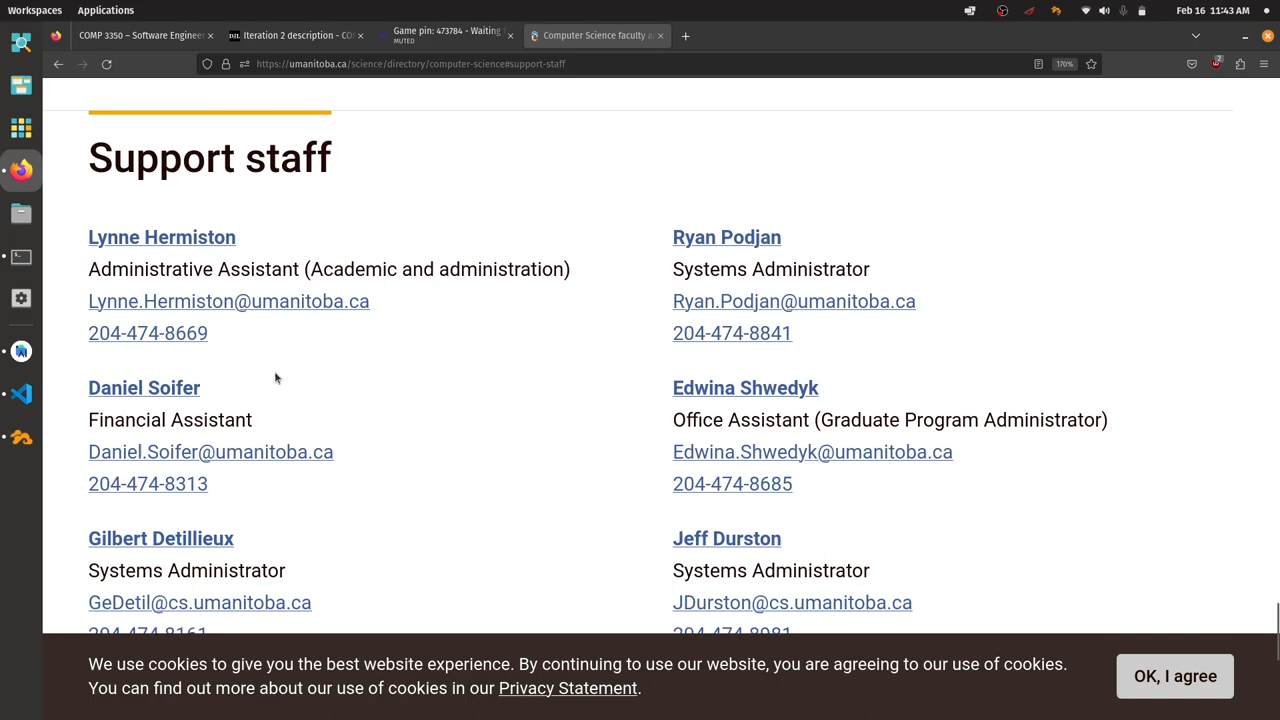 Workspaces Applications Feb 16 11:43 AM
COMP 3350 – Software Enginee
Iteration 2 description - CO
Game pin: 473784 - Waiting
MUTED
Computer Science faculty a
https://umanitoba.ca/science/directory/computer-science#support-staff 170%
Support staff
Lynne Hermiston
Administrative Assistant (Academic and administration)
Lynne.Hermiston@umanitoba.ca
204-474-8669
Ryan Podjan
Systems Administrator
Ryan.Podjan@umanitoba.ca
204-474-8841
Daniel Soifer
Financial Assistant
Daniel.Soifer@umanitoba.ca
204-474-8313
Edwina Shwedyk
Office Assistant (Graduate Program Administrator)
Edwina.Shwedyk@umanitoba.ca
204-474-8685
Gilbert Detillieux
Systems Administrator
GeDetil@cs.umanitoba.ca
204-474-8161
Jeff Durston
Systems Administrator
JDurston@cs.umanitoba.ca
204-474-8981
We use cookies to give you the best website experience. By continuing to use our website, you are agreeing to our use of cookies.
You can find out more about our use of cookies in our Privacy Statement.
OK, I agree